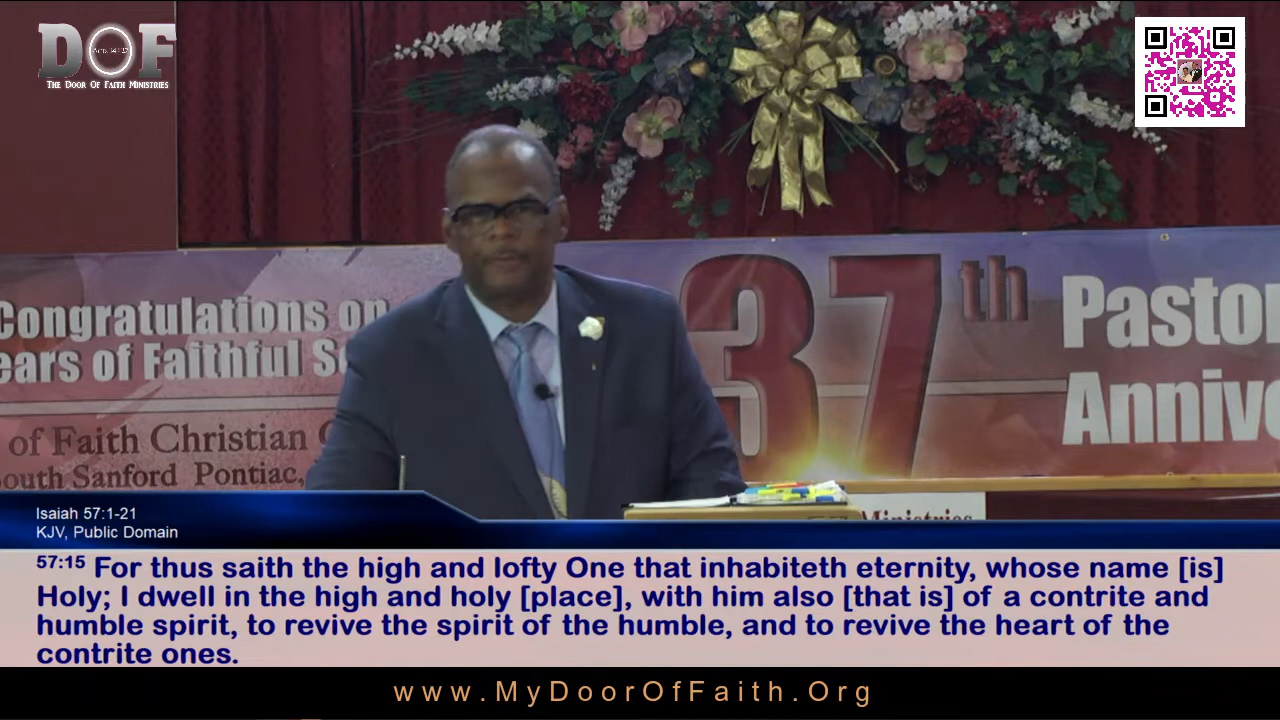 DOF
THE DOOR OF FAITH MINISTRIES
Congratulations on
ears of Faithful S
37th
Pasto
Anniv
of Faith Christian
outh Sanford Pontiac,
Ministries
Isaiah 57:1-21
KJV, Public Domain
57:15 For thus saith the high and lofty One that inhabiteth eternity, whose name [is]
Holy; I dwell in the high and holy [place], with him also [that is] of a contrite and
humble spirit, to revive the spirit of the humble, and to revive the heart of the
contrite ones.
www.MyDoorOfFaith.Org